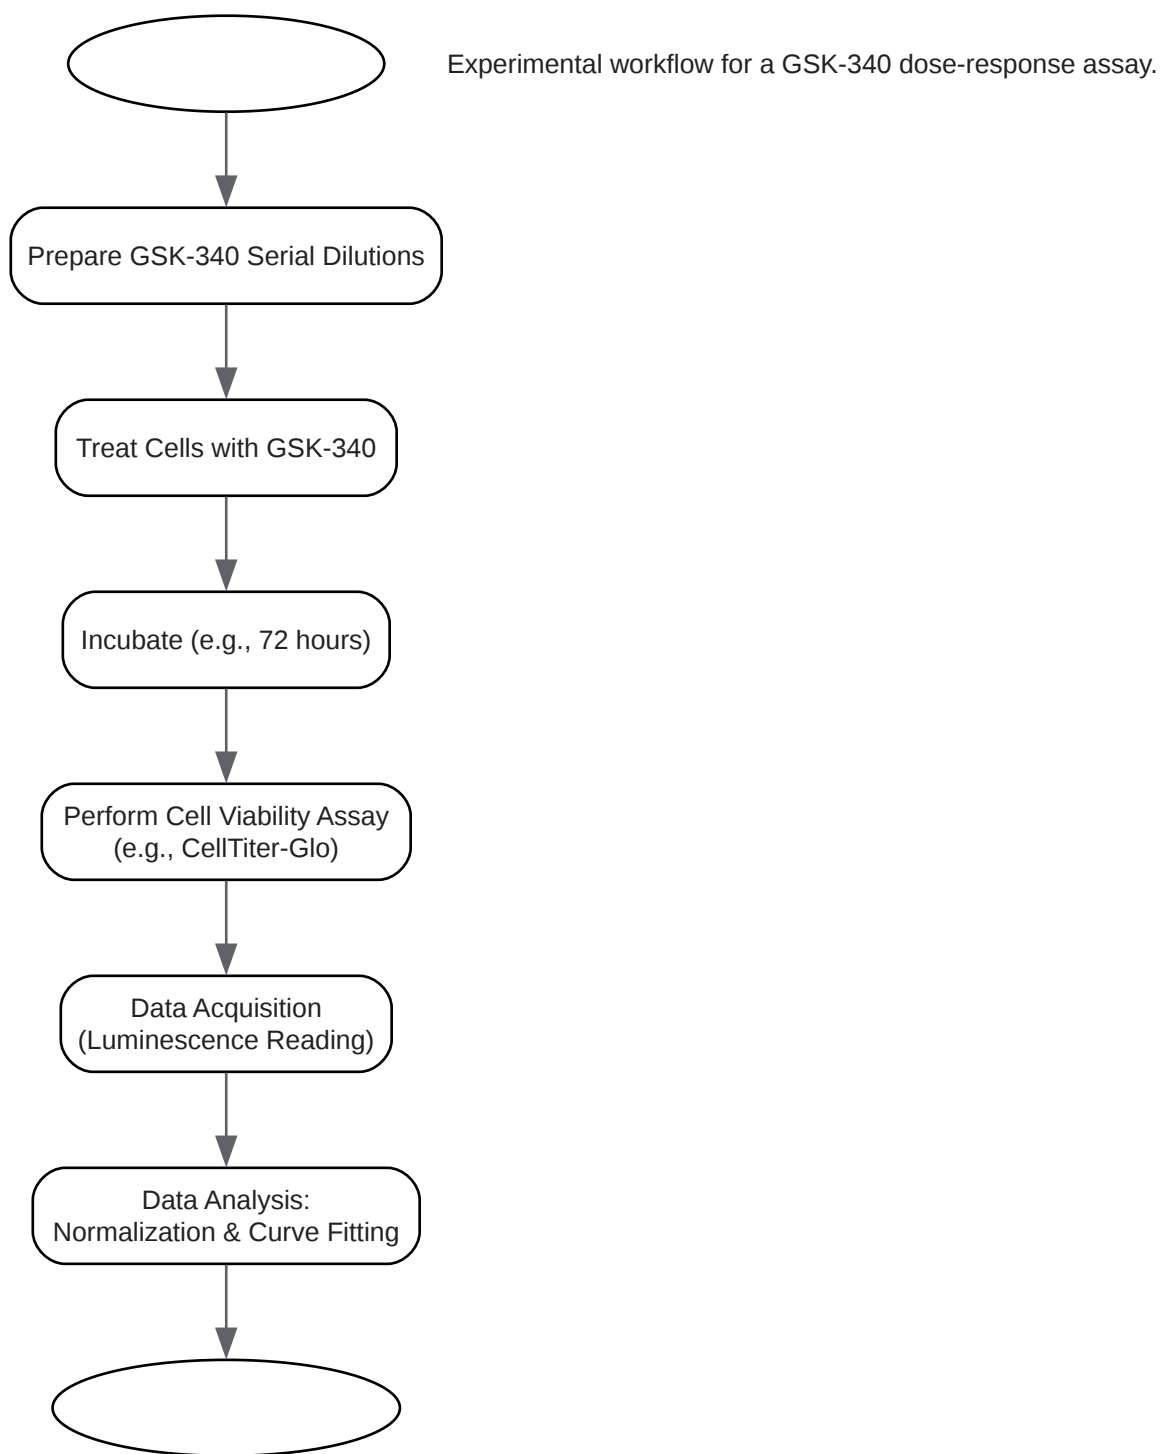 Experimental workflow for a GSK-340 dose-response assay.
Prepare GSK-340 Serial Dilutions
Treat Cells with GSK-340
Incubate (e.g., 72 hours)
Perform Cell Viability Assay
(e.g., CellTiter-Glo)
Data Acquisition
(Luminescence Reading)
Data Analysis:
Normalization & Curve Fitting